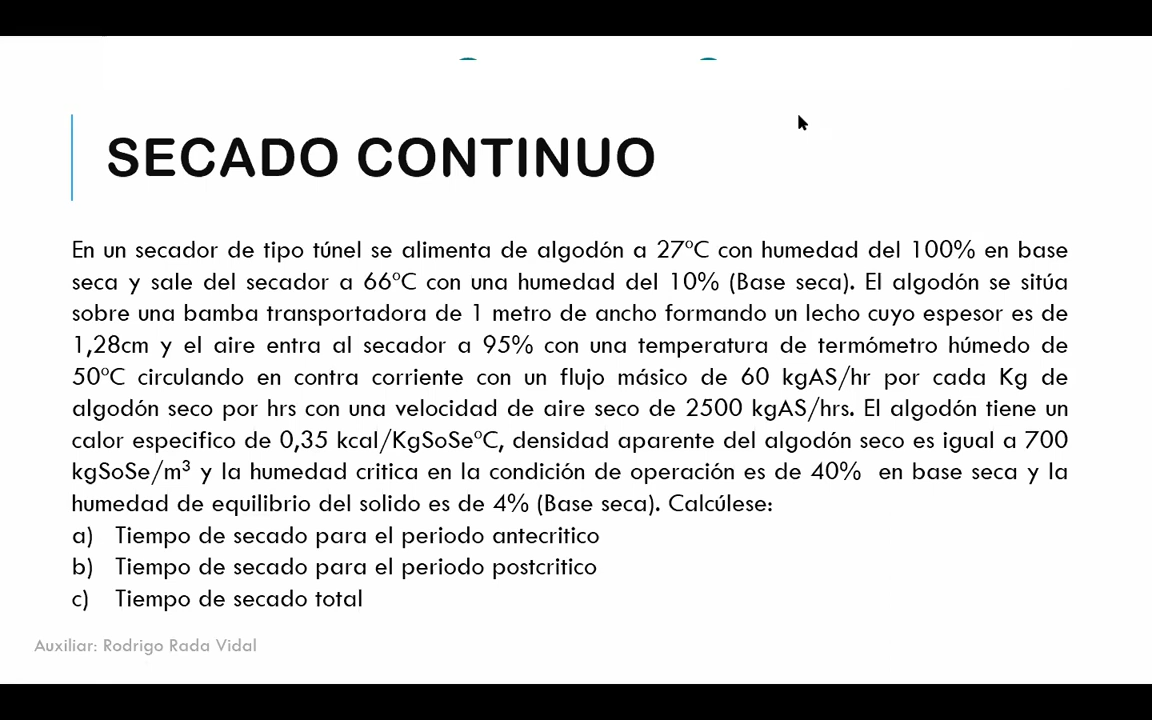 SECADO CONTINUO
En un secador de tipo túnel se alimenta de algodón a 27ºC con humedad del 100% en base
seca y sale del secador a 66ºC con una humedad del 10% (Base seca). El algodón se sitúa
sobre una bamba transportadora de 1 metro de ancho formando un lecho cuyo espesor es de
1,28cm y el aire entra al secador a 95% con una temperatura de termómetro húmedo de
50ºC circulando en contra corriente con un flujo másico de 60 kgAS/hr por cada Kg de
algodón seco por hrs con una velocidad de aire seco de 2500 kgAS/hrs. El algodón tiene un
calor especifico de 0,35 kcal/KgSoSeºC, densidad aparente del algodón seco es igual a 700
kgSoSe/m³ y la humedad critica en la condición de operación es de 40% en base seca y la
humedad de equilibrio del solido es de 4% (Base seca). Calcúlese:
a) Tiempo de secado para el periodo antecritico
b) Tiempo de secado para el periodo postcritico
c) Tiempo de secado total
Auxiliar: Rodrigo Rada Vidal